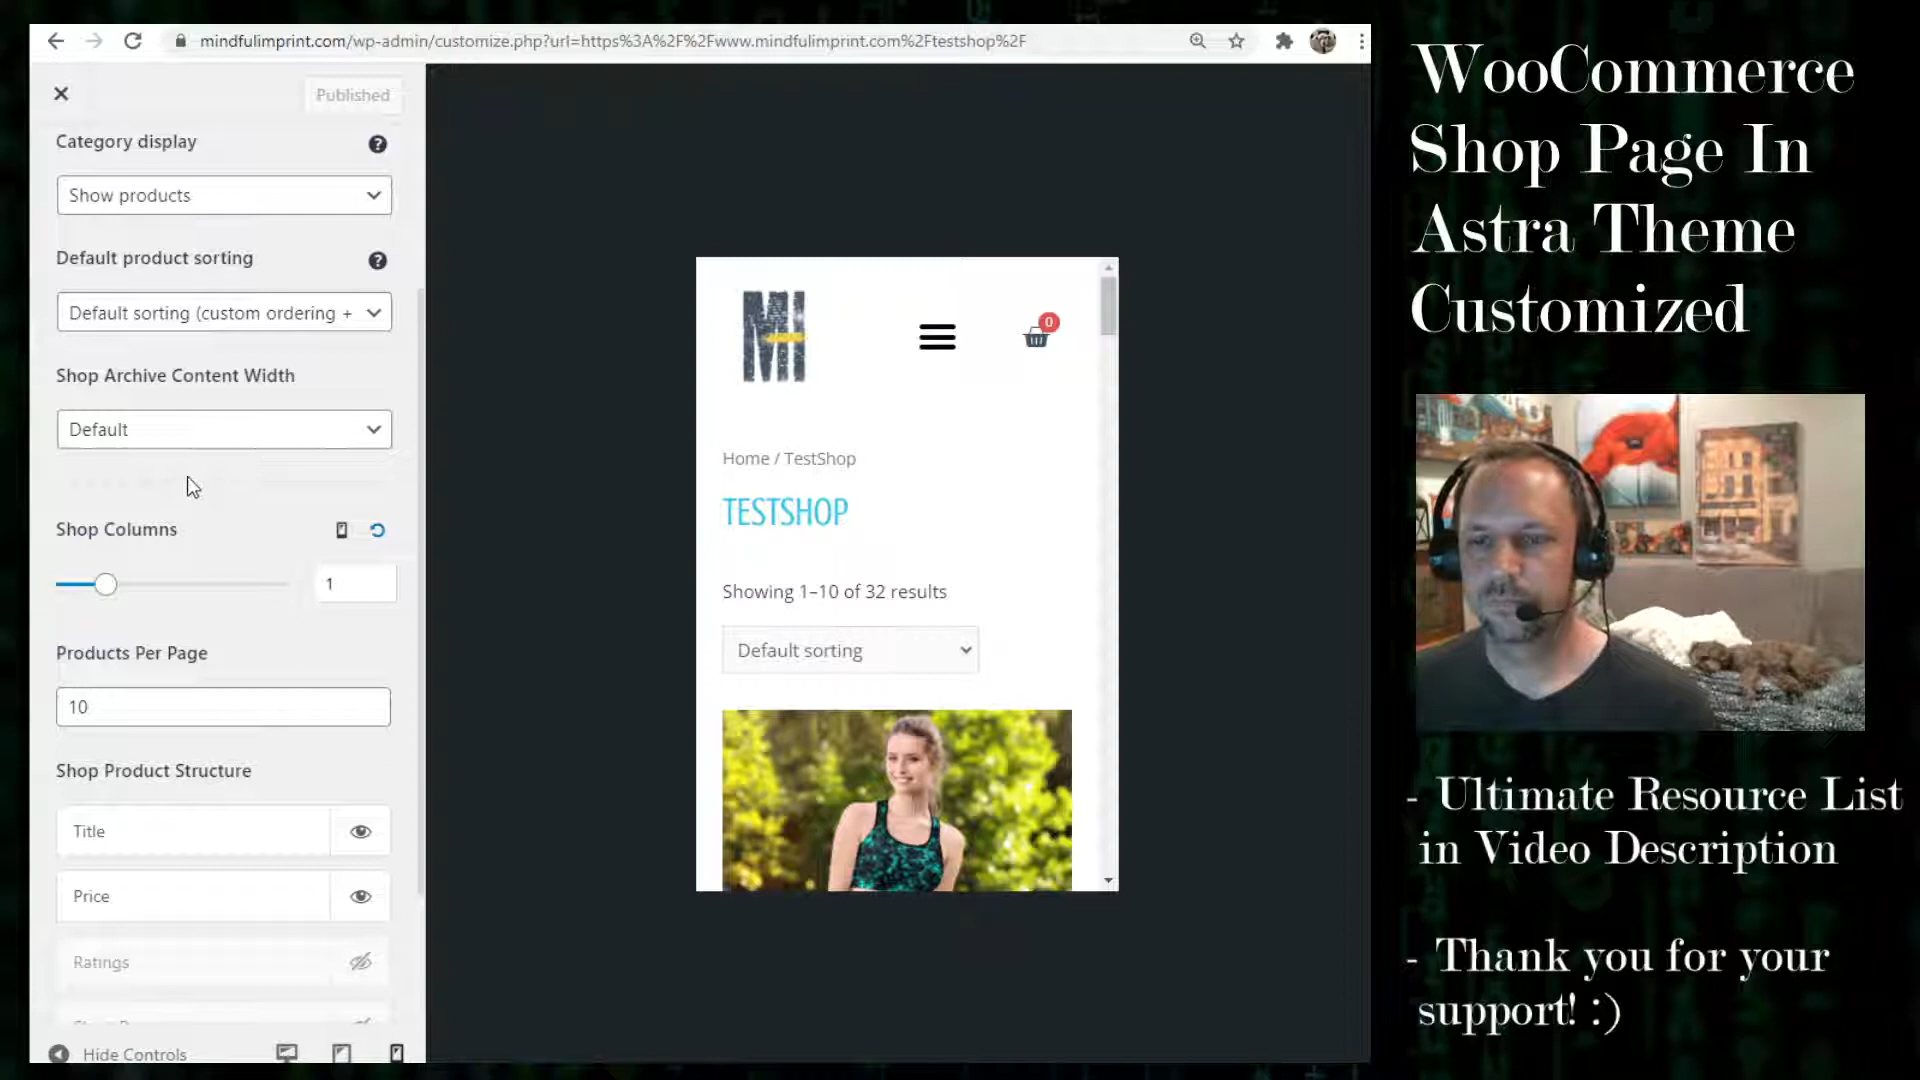 mindfulimprint.com/wp-admin/customize.php?url=https%3A%2F%2Fwww.mindfulimprint.com%2Ftestshop%2F
Published
Category display
Show products
Default product sorting
Default sorting (custom ordering +
Shop Archive Content Width
Default
Shop Columns
1
Products Per Page
10
Shop Product Structure
Title
Price
Ratings
Hide Controls
MI
0
Home / TestShop
TESTSHOP
Showing 1–10 of 32 results
Default sorting
WooCommerce
Shop Page In
Astra Theme
Customized
- Ultimate Resource List
in Video Description
- Thank you for your
support! :)